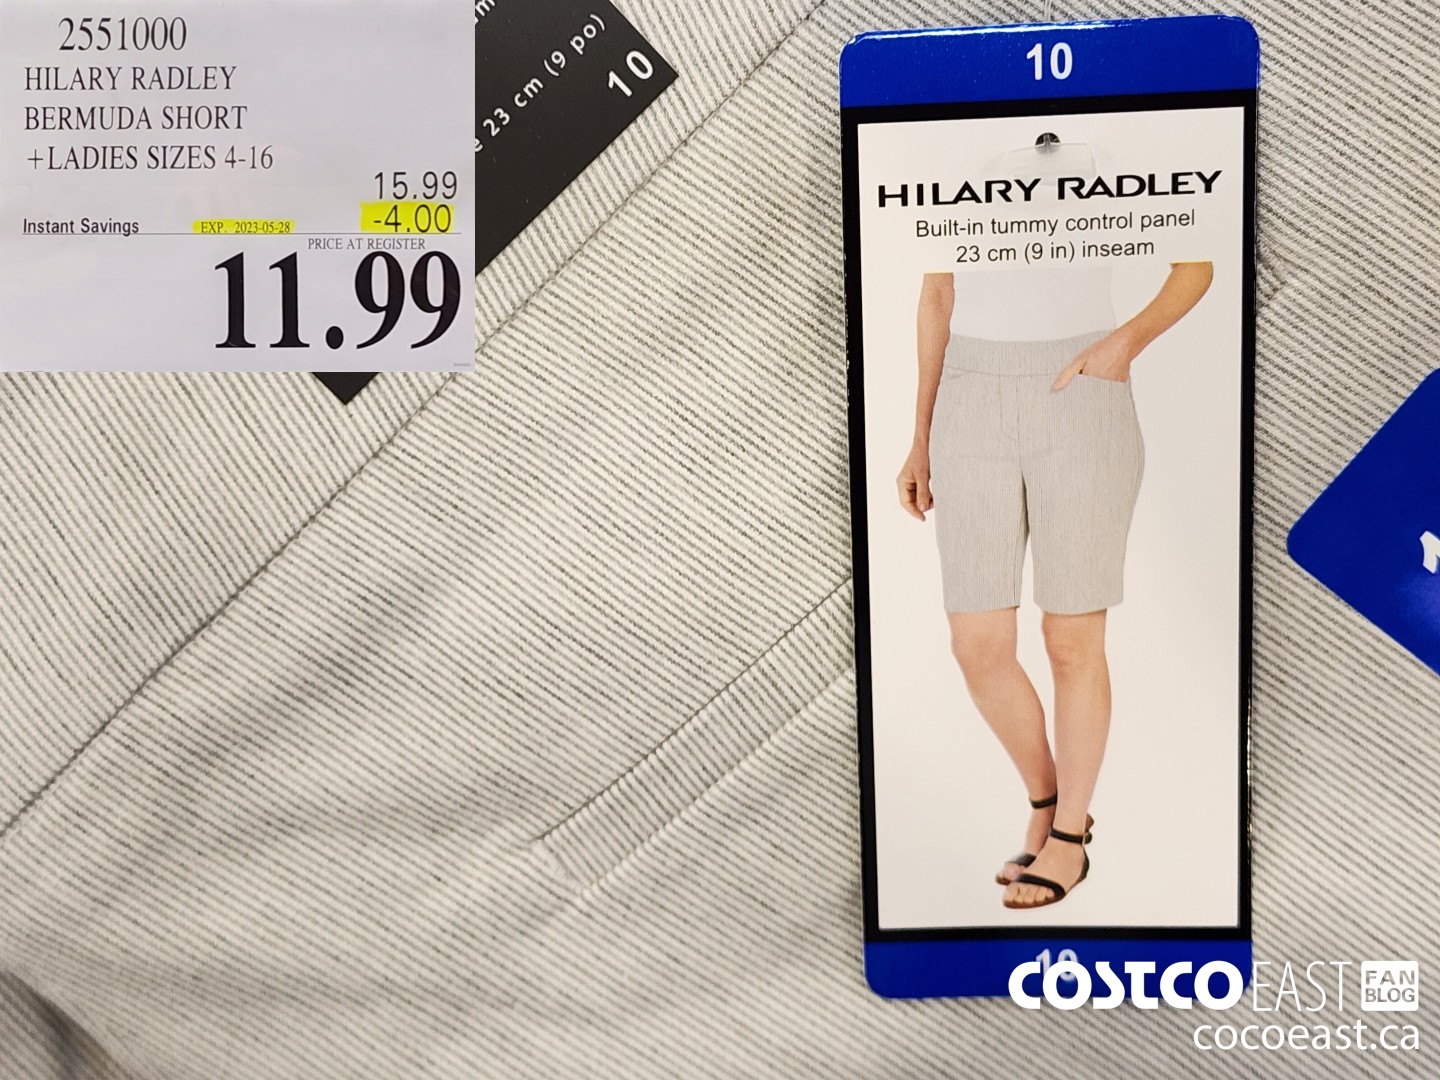 2551000
HILARY RADLEY
BERMUDA SHORT
+LADIES SIZES 4-16
15.99
Instant Savings EXP. 2023-05-28 -4.00
PRICE AT REGISTER
11.99
23 cm (9 po)
10
10
HILARY RADLEY
Built-in tummy control panel
23 cm (9 in) inseam
10
COSTCO EAST FAN BLOG
cocoeast.ca